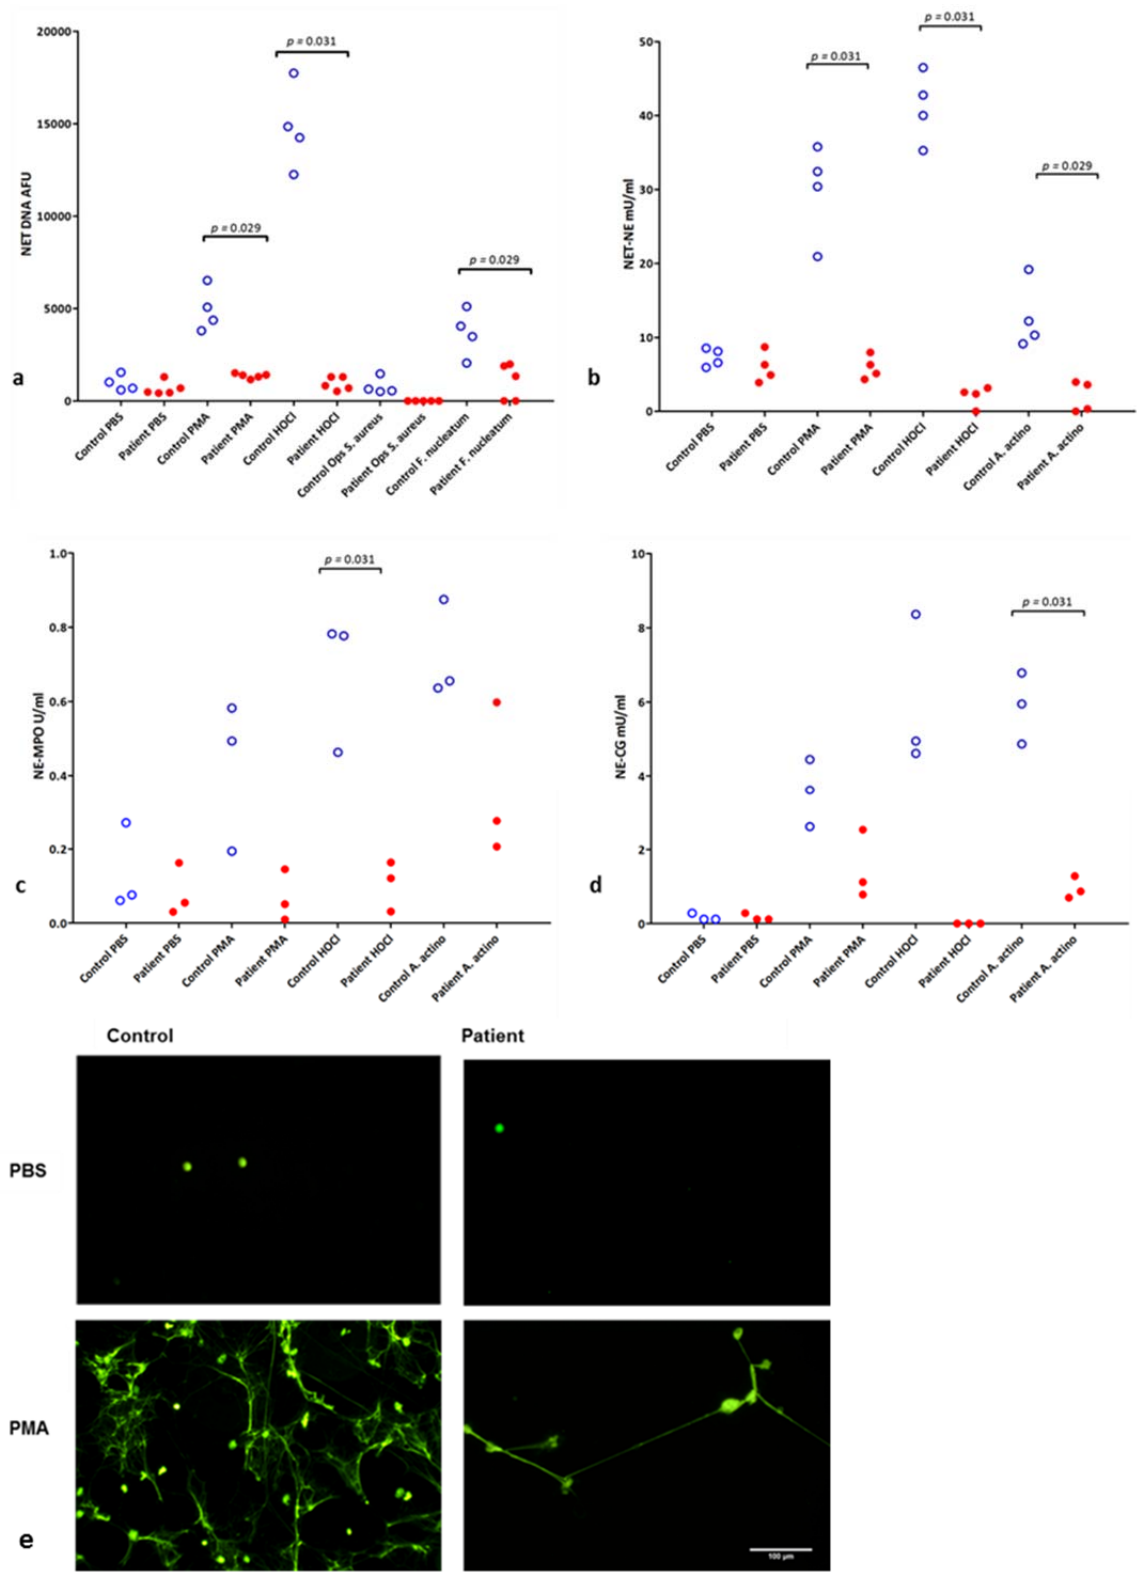 20000
15000
10000
5000
0
NET DNA AFU
p = 0.029
p = 0.031
p = 0.029
a
Control PBS
Patient PBS
Control PMA
Patient PMA
Control HOCl
Patient HOCl
Control Ops S. aureus
Patient Ops S. aureus
Control F. nucleatum
Patient F. nucleatum
50
40
30
20
10
0
NET-NE mU/ml
p = 0.031
p = 0.031
p = 0.029
b
Control PBS
Patient PBS
Control PMA
Patient PMA
Control HOCl
Patient HOCl
Control A. actino
Patient A. actino
1.0
0.8
0.6
0.4
0.2
0.0
NE-MPO U/ml
p = 0.031
c
Control PBS
Patient PBS
Control PMA
Patient PMA
Control HOCl
Patient HOCl
Control A. actino
Patient A. actino
10
8
6
4
2
0
NE-CG mU/ml
p = 0.031
d
Control PBS
Patient PBS
Control PMA
Patient PMA
Control HOCl
Patient HOCl
Control A. actino
Patient A. actino
Control
Patient
PBS
PMA
e
100 µm